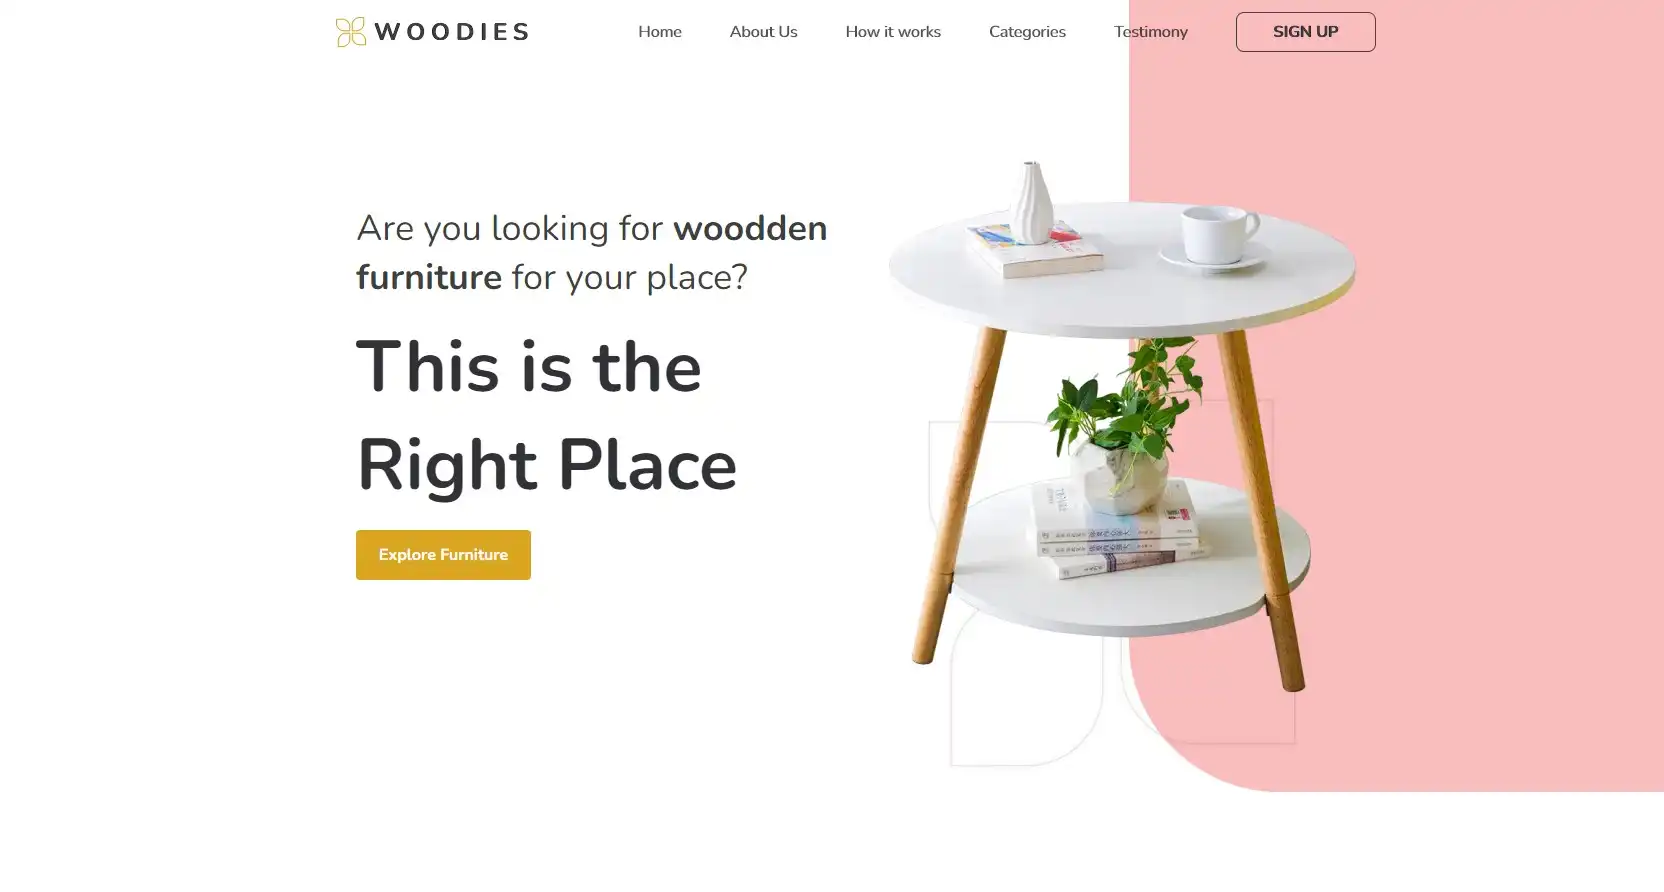 WOODIES
Home
About Us
How it works
Categories
Testimony
SIGN UP
Are you looking for woodden
furniture for your place?
This is the
Right Place
Explore Furniture